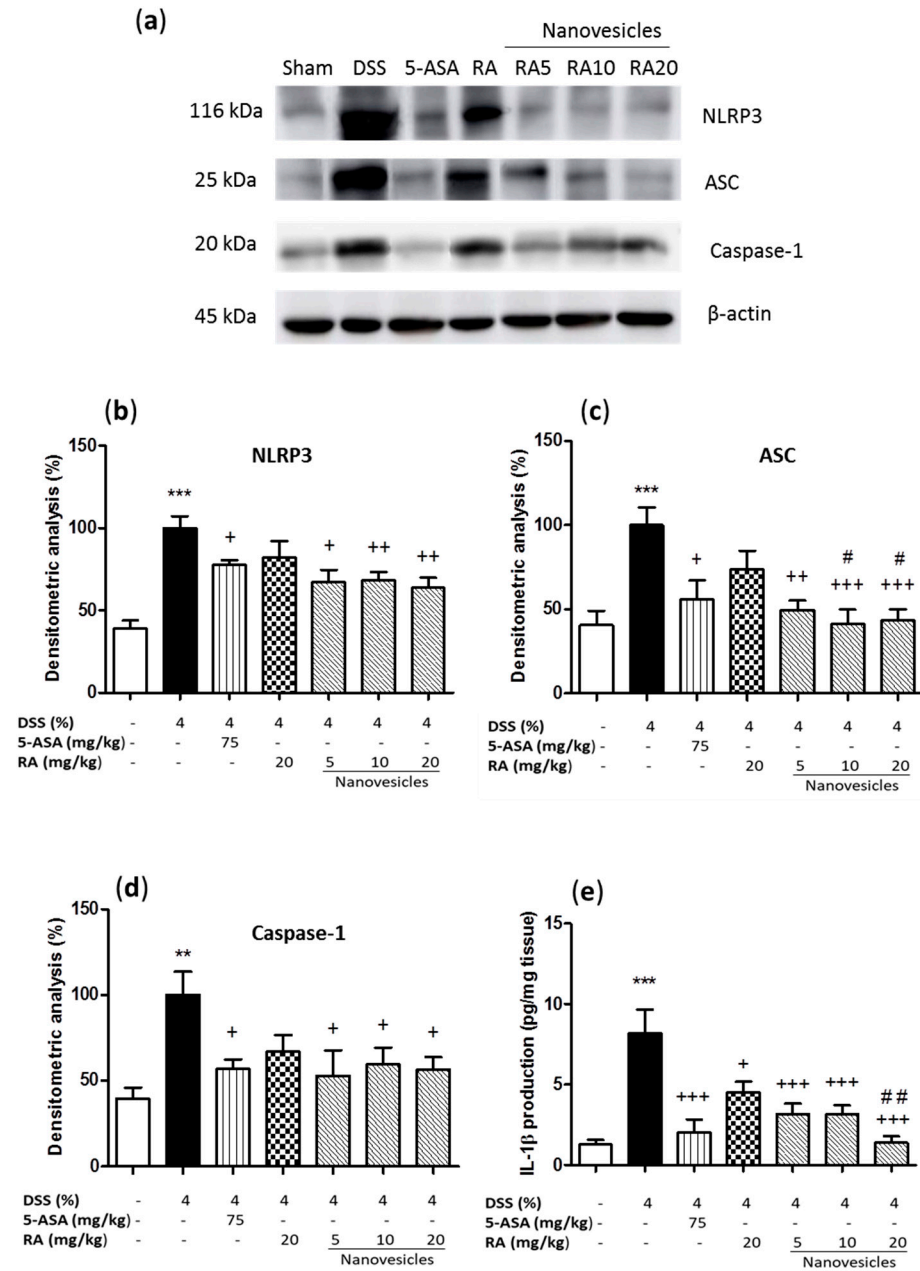 (a)
Nanovesicles
Sham DSS 5-ASA RA RA5 RA10 RA20
116 kDa NLRP3
25 kDa ASC
20 kDa Caspase-1
45 kDa β-actin
(b)
NLRP3
Densitometric analysis (%)
150
100
50
0
***
+
+
++
++
DSS (%) - 4 4 4 4 4 4
5-ASA (mg/kg) - - 75 - - - -
RA (mg/kg) - - - 20 5 10 20
Nanovesicles
(c)
ASC
Densitometric analysis (%)
150
100
50
0
***
+
++
# #
+++ +++
DSS (%) - 4 4 4 4 4 4
5-ASA (mg/kg) - - 75 - - - -
RA (mg/kg) - - - 20 5 10 20
Nanovesicles
(d)
Caspase-1
Densitometric analysis (%)
150
100
50
0
**
+
+
+
+
DSS (%) - 4 4 4 4 4 4
5-ASA (mg/kg) - - 75 - - - -
RA (mg/kg) - - - 20 5 10 20
Nanovesicles
(e)
IL-1β production (pg/mg tissue)
15
10
5
0
***
+++
+
+++
+++
##
+++
DSS (%) - 4 4 4 4 4 4
5-ASA (mg/kg) - - 75 - - - -
RA (mg/kg) - - - 20 5 10 20
Nanovesicles